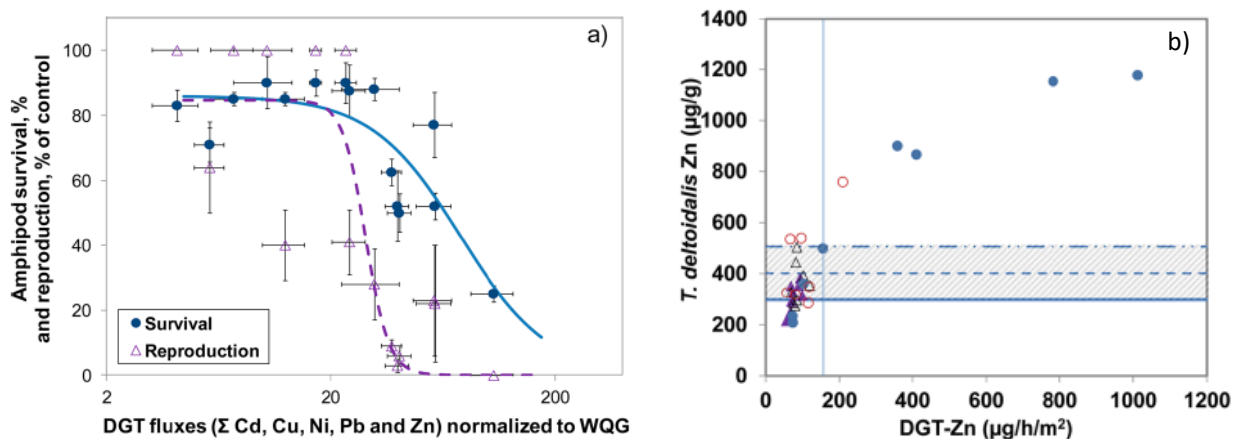 a)
Amphipod survival, %
and reproduction, % of control
100
80
60
40
20
0
Survival
Reproduction
2
20
200
DGT fluxes (Σ Cd, Cu, Ni, Pb and Zn) normalized to WQG
b)
T. deltoidalis Zn (µg/g)
1400
1200
1000
800
600
400
200
0
0 200 400 600 800 1000 1200
DGT-Zn (µg/h/m²)